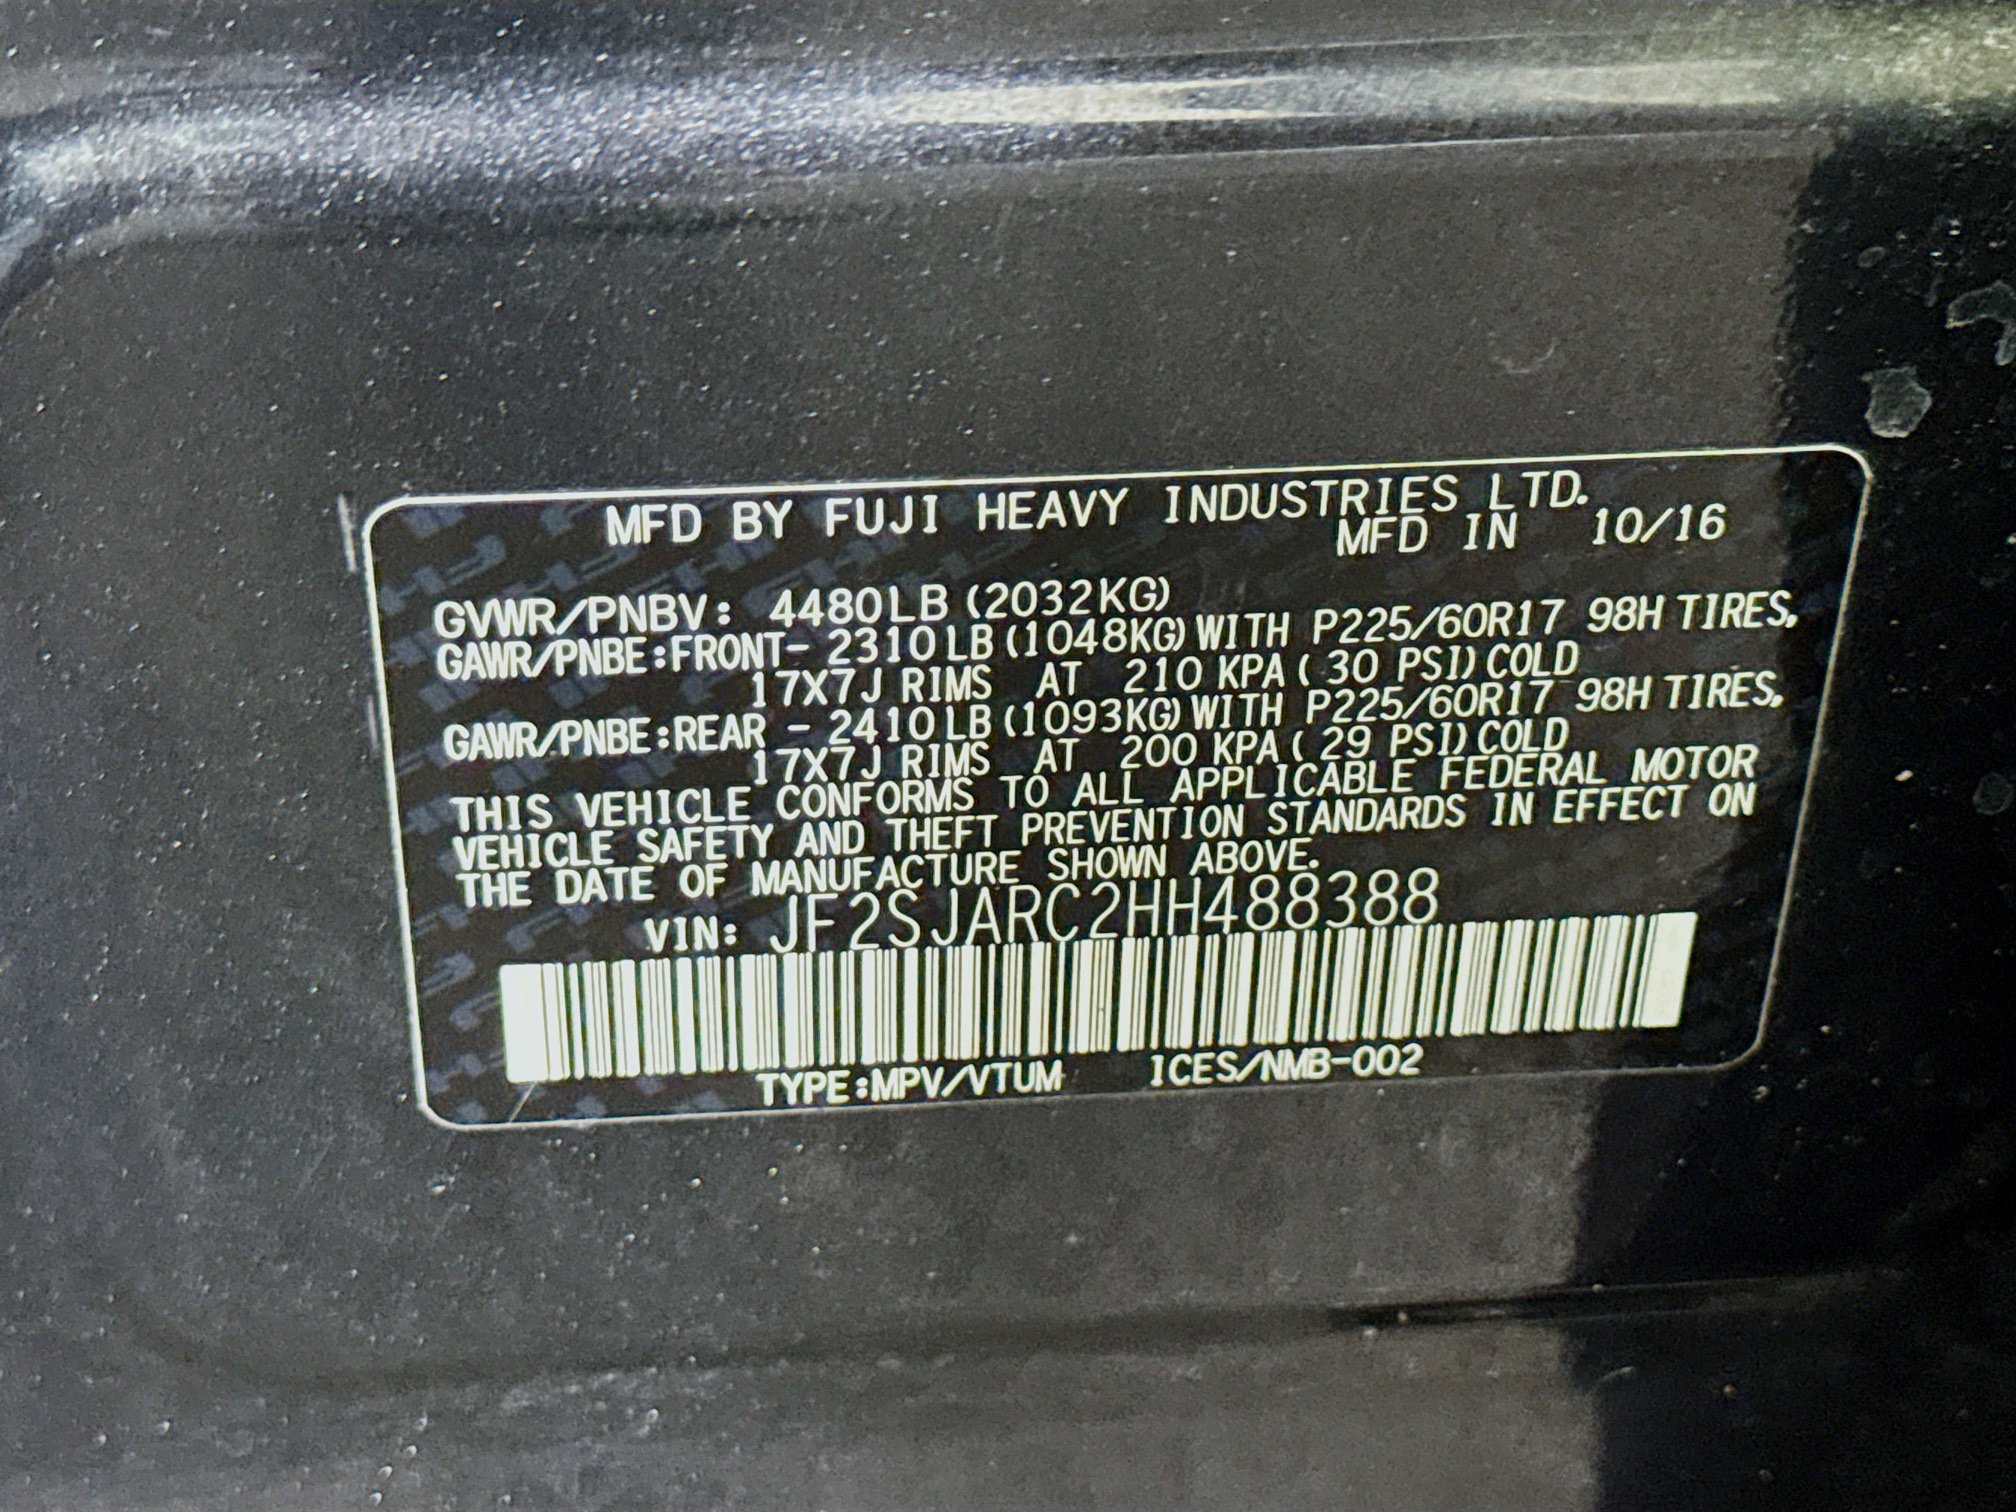 MFD BY FUJI HEAVY INDUSTRIES LTD.
MFD IN 10/16
GVWR/PNBV: 4480LB (2032KG)
GAWR/PNBE:FRONT- 2310LB (1048KG) WITH P225/60R17 98H TIRES,
17X7J RIMS AT 210 KPA ( 30 PSI) COLD
GAWR/PNBE:REAR - 2410LB (1093KG) WITH P225/60R17 98H TIRES,
17X7J RIMS AT 200 KPA ( 29 PSI) COLD
THIS VEHICLE CONFORMS TO ALL APPLICABLE FEDERAL MOTOR
VEHICLE SAFETY AND THEFT PREVENTION STANDARDS IN EFFECT ON
THE DATE OF MANUFACTURE SHOWN ABOVE.
VIN: JF2SJARC2HH488388
TYPE:MPV/VTUM ICES/NMB-002